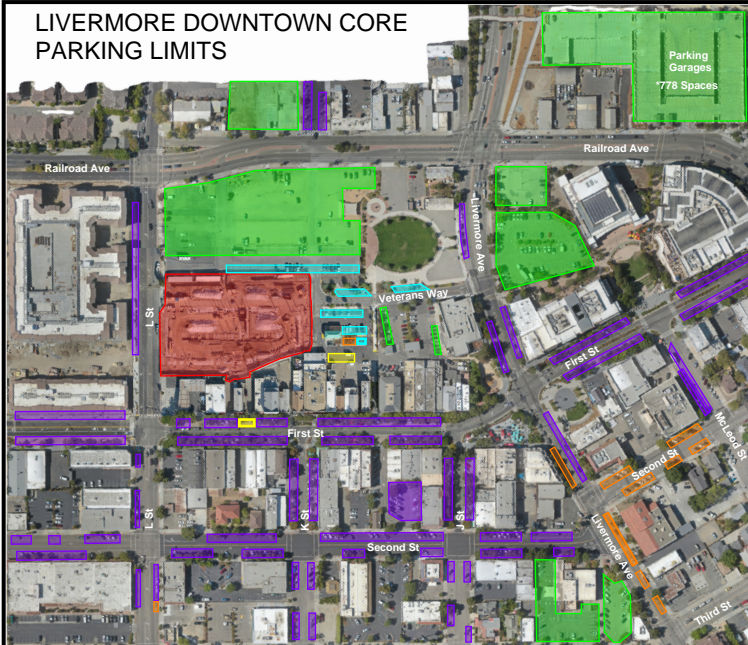 LIVERMORE DOWNTOWN CORE
PARKING LIMITS
Parking
Garages
*778 Spaces
Railroad Ave
Railroad Ave
Livermore Ave
L St
Veterans Way
First St
McLeod St
First St
Second St
L St
K St
J St
Second St
Livermore Ave
Third St